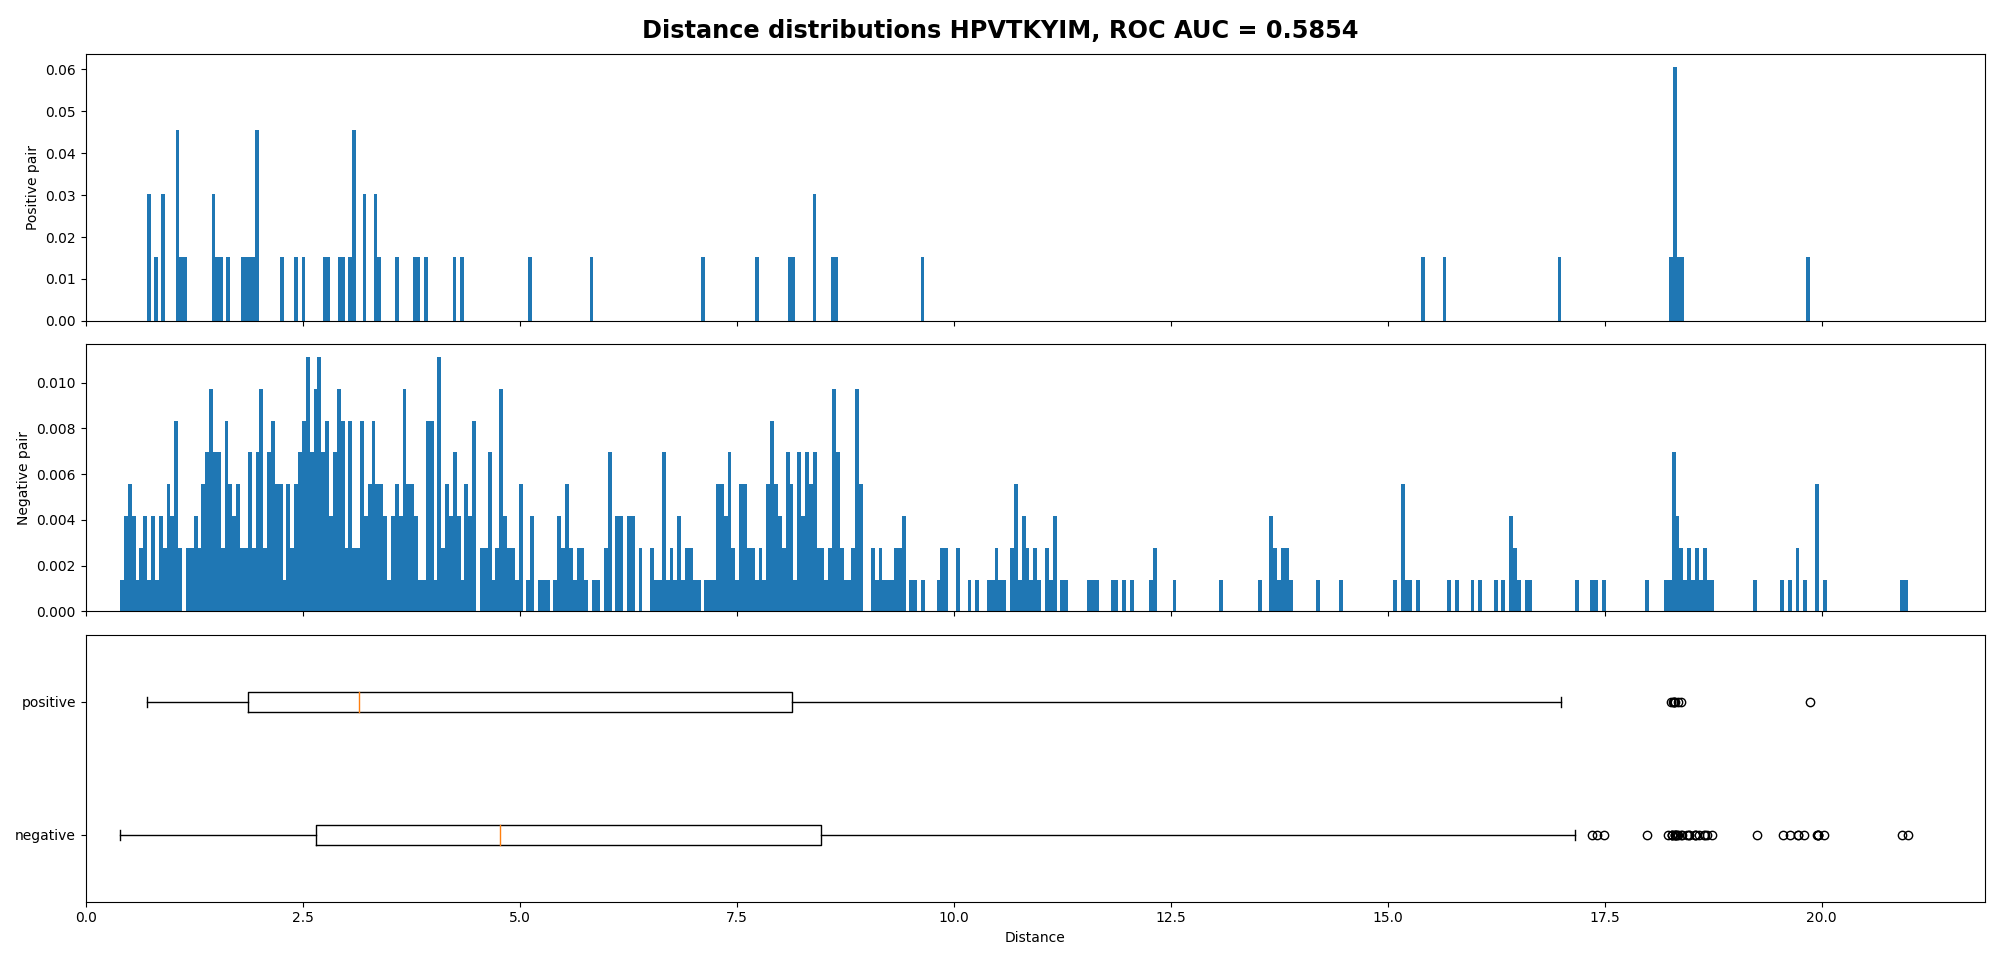 Distance distributions HPVTKYIM, ROC AUC = 0.5854
0.06
0.05
0.04
0.03
0.02
0.01
0.00
Positive pair
0.010
0.008
0.006
0.004
0.002
0.000
Negative pair
positive
negative
0.0 2.5 5.0 7.5 10.0 12.5 15.0 17.5 20.0
Distance